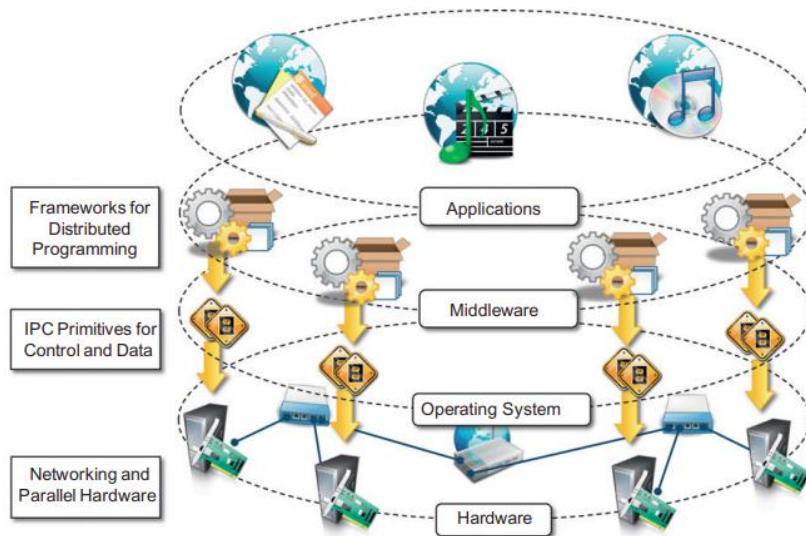 Frameworks for
Distributed
Programming
Applications
Middleware
IPC Primitives for
Control and Data
Operating System
Networking and
Parallel Hardware
Hardware